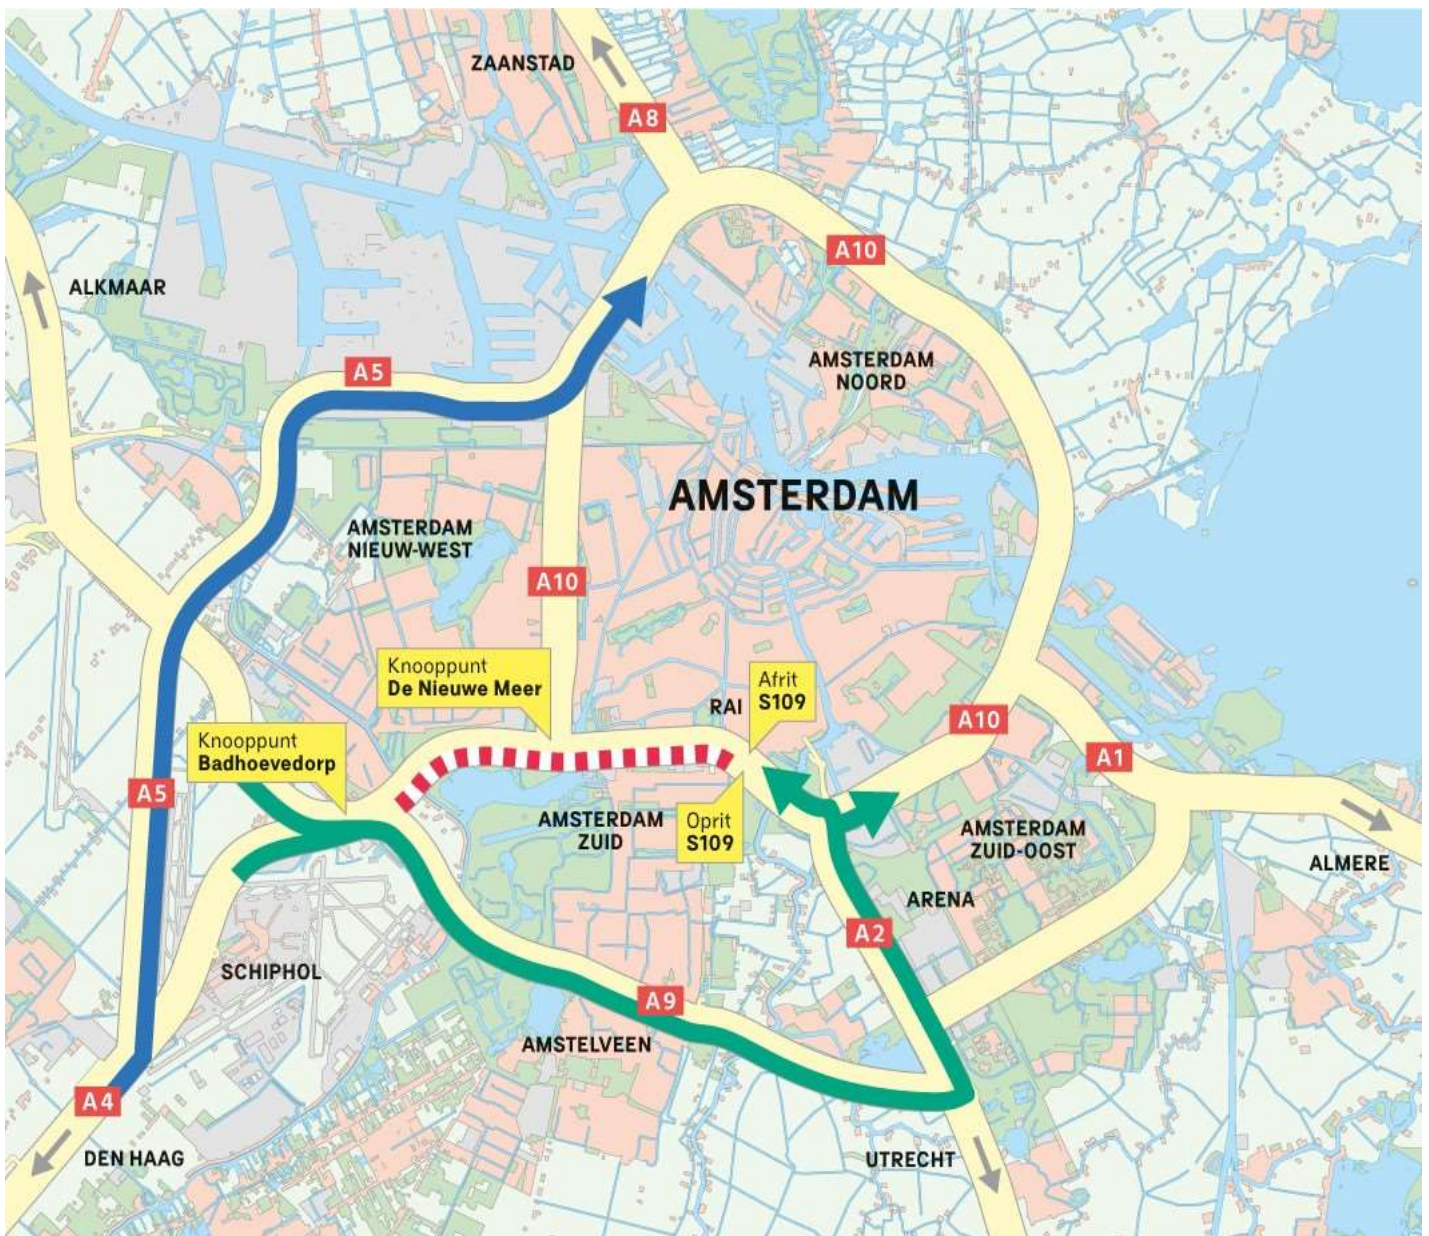 ZAANSTAD
A8
A10
ALKMAAR
A5
AMSTERDAM
NOORD
AMSTERDAM
AMSTERDAM
NIEUW-WEST
A10
Knooppunt
De Nieuwe Meer
Afrit
S109
RAI
A10
Knooppunt
Badhoevedorp
A1
A5
AMSTERDAM
ZUID
Oprit
S109
AMSTERDAM
ZUID-OOST
ALMERE
ARENA
A2
SCHIPHOL
A9
AMSTELVEEN
A4
DEN HAAG
UTRECHT